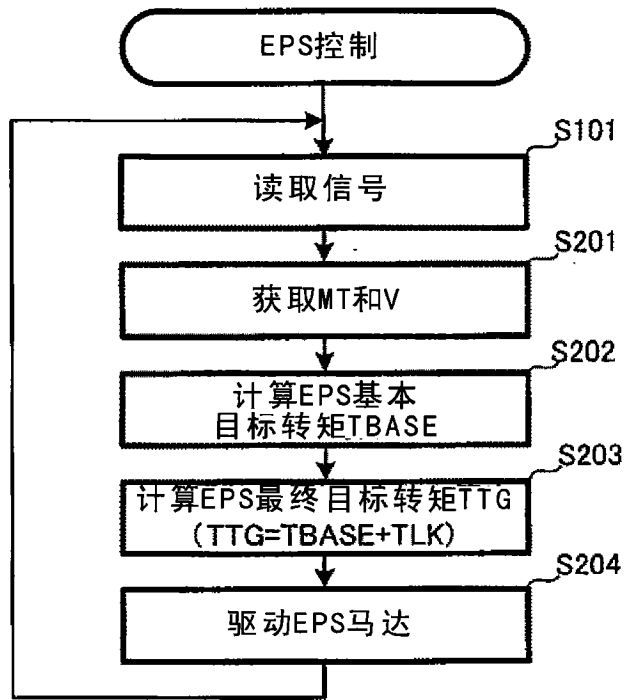 EPS控制
S101
读取信号
S201
获取MT和V
S202
计算EPS基本
目标转矩TBASE
S203
计算EPS最终目标转矩TTG
(TTG=TBASE+TLK)
S204
驱动EPS马达